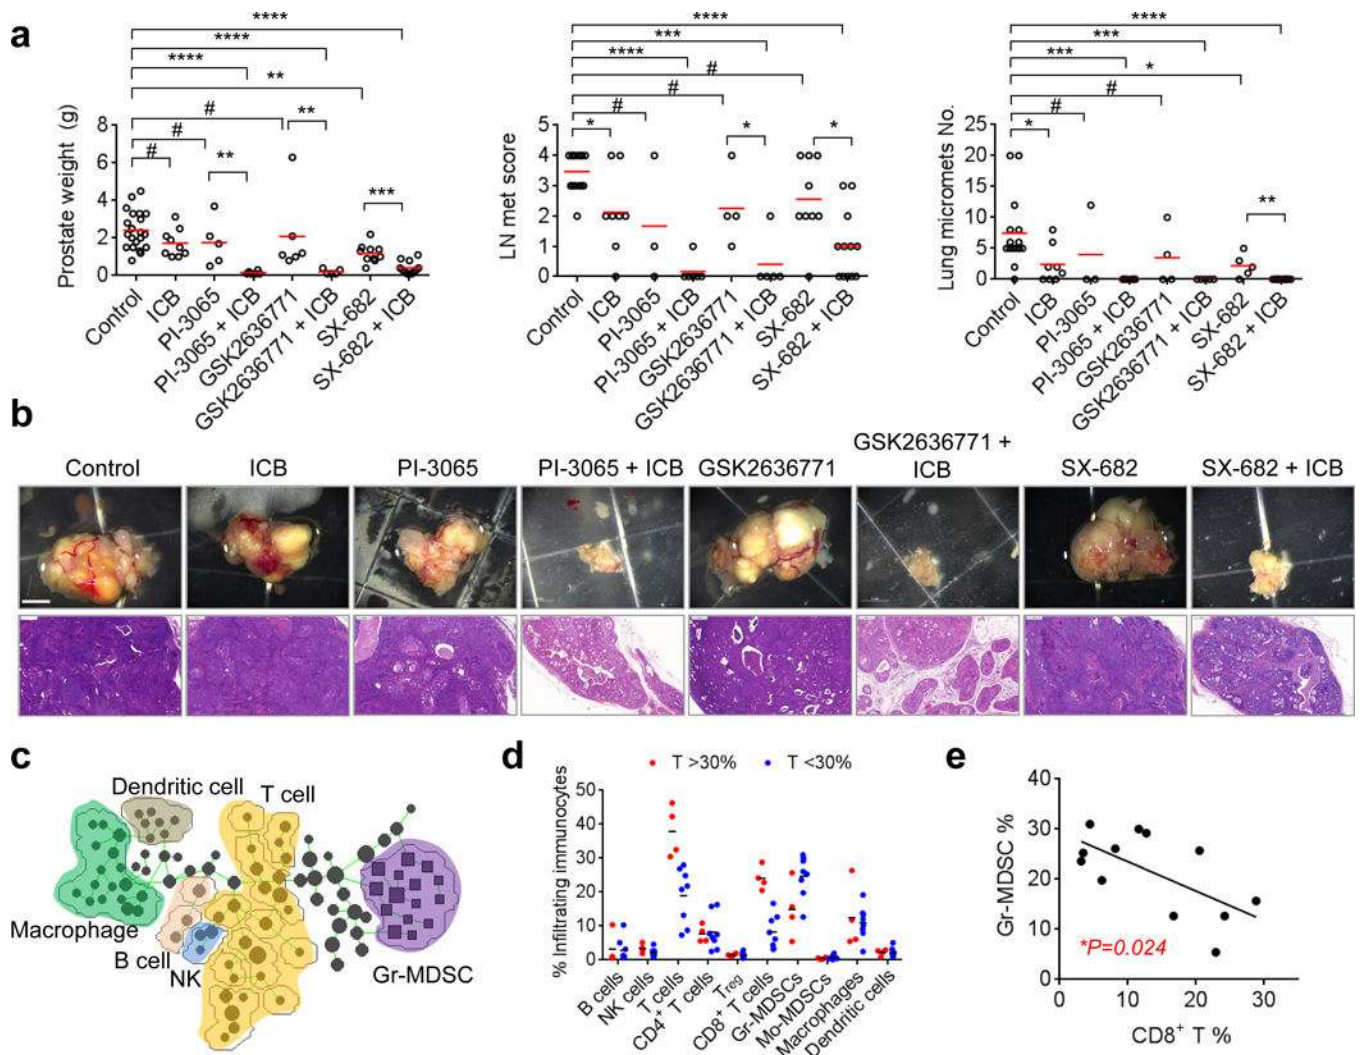 a
****
****
****
**
#
#
#
**
**
***
Prostate weight (g)
8
6
4
2
0
Control
ICB
PI-3065
PI-3065 + ICB
GSK2636771
GSK2636771 + ICB
SX-682
SX-682 + ICB
****
***
****
#
#
#
*
*
*
LN met score
5
4
3
2
1
0
Control
ICB
PI-3065
PI-3065 + ICB
GSK2636771
GSK2636771 + ICB
SX-682
SX-682 + ICB
****
***
***
*
#
#
*
**
Lung micromets No.
25
20
15
10
5
0
Control
ICB
PI-3065
PI-3065 + ICB
GSK2636771
GSK2636771 + ICB
SX-682
SX-682 + ICB
b
Control
ICB
PI-3065
PI-3065 + ICB
GSK2636771
GSK2636771 +
ICB
SX-682
SX-682 + ICB
c
Dendritic cell
T cell
Macrophage
B cell
NK
Gr-MDSC
d
T >30%
T <30%
% Infiltrating immunocytes
50
40
30
20
10
0
B cells
NK cells
T cells
CD4⁺ T cells
Treg
CD8⁺ T cells
Gr-MDSCs
Mo-MDSCs
Macrophages
Dendritic cells
e
Gr-MDSC %
40
30
20
10
0
*P=0.024
0
10
20
30
CD8⁺ T %